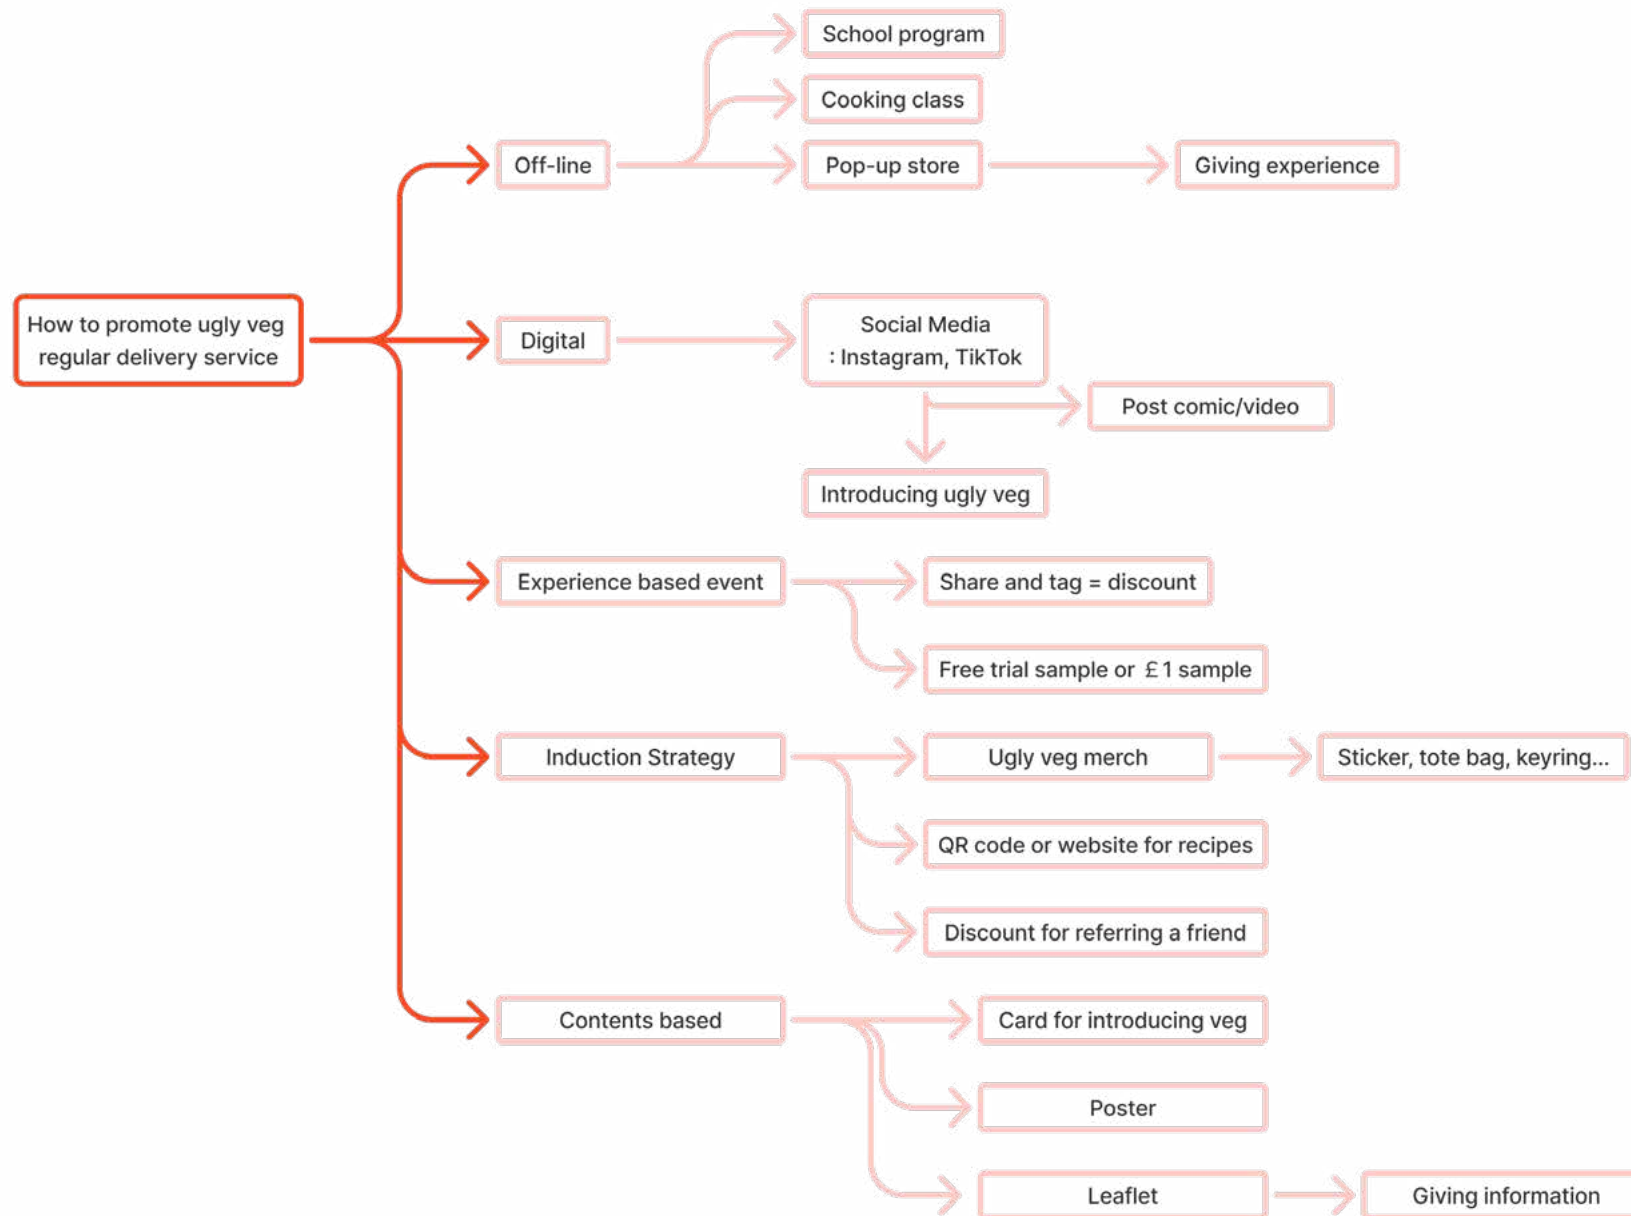 School program
Cooking class
Off-line
Pop-up store
Giving experience
How to promote ugly veg
regular delivery service
Digital
Social Media
: Instagram, TikTok
Post comic/video
Introducing ugly veg
Experience based event
Share and tag = discount
Free trial sample or £1 sample
Induction Strategy
Ugly veg merch
Sticker, tote bag, keyring...
QR code or website for recipes
Discount for referring a friend
Contents based
Card for introducing veg
Poster
Leaflet
Giving information